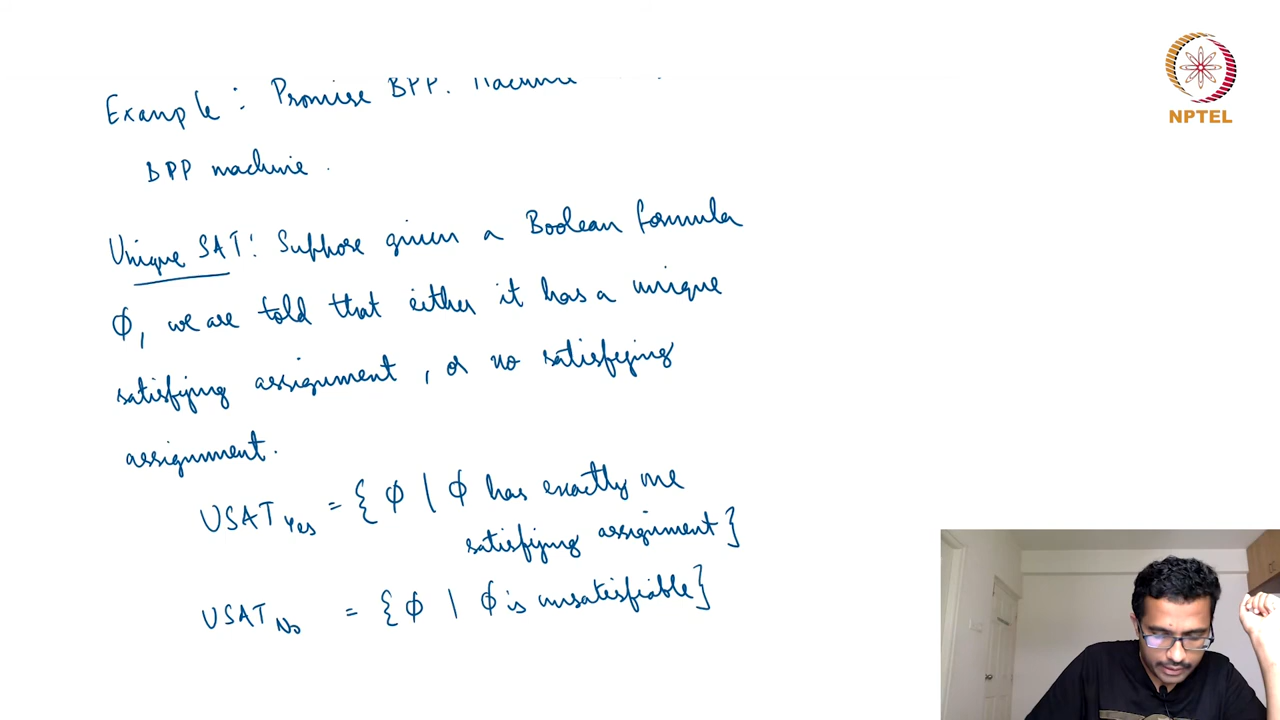 Example: Promise BPP. Machine
BPP machine.
Unique SAT: Suppose given a Boolean formula
φ, we are told that either it has a unique
satisfying assignment, or no satisfying
assignment.
USAT_Yes = {φ | φ has exactly one
satisfying assignment}
USAT_No = {φ | φ is unsatisfiable}
NPTEL